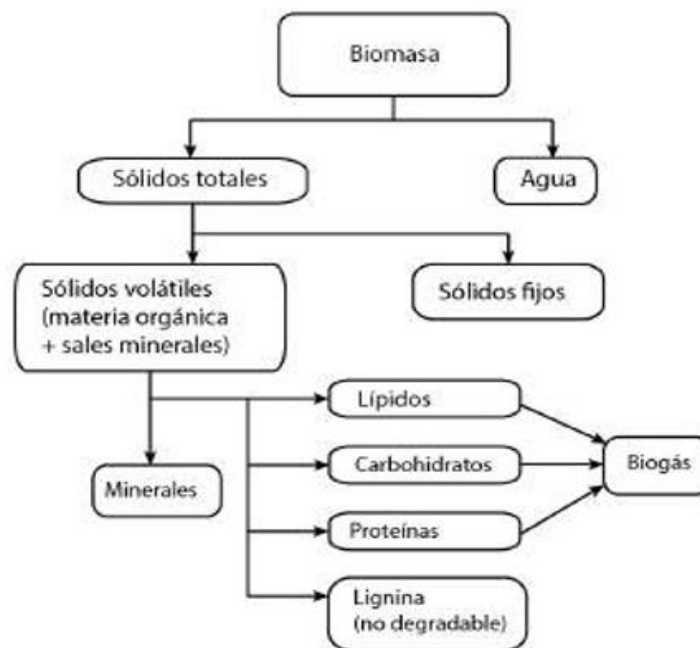 Biomasa
Sólidos totales
Agua
Sólidos volátiles
(materia orgánica
+ sales minerales)
Sólidos fijos
Lípidos
Carbohidratos
Biogás
Minerales
Proteínas
Lignina
(no degradable)